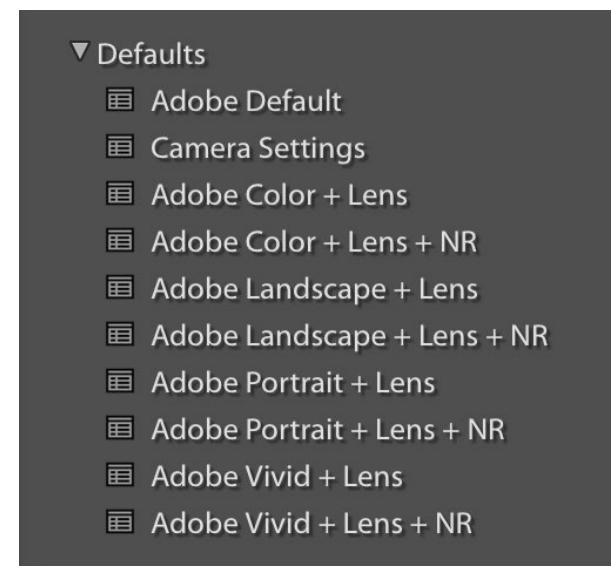 Defaults
Adobe Default
Camera Settings
Adobe Color + Lens
Adobe Color + Lens + NR
Adobe Landscape + Lens
Adobe Landscape + Lens + NR
Adobe Portrait + Lens
Adobe Portrait + Lens + NR
Adobe Vivid + Lens
Adobe Vivid + Lens + NR